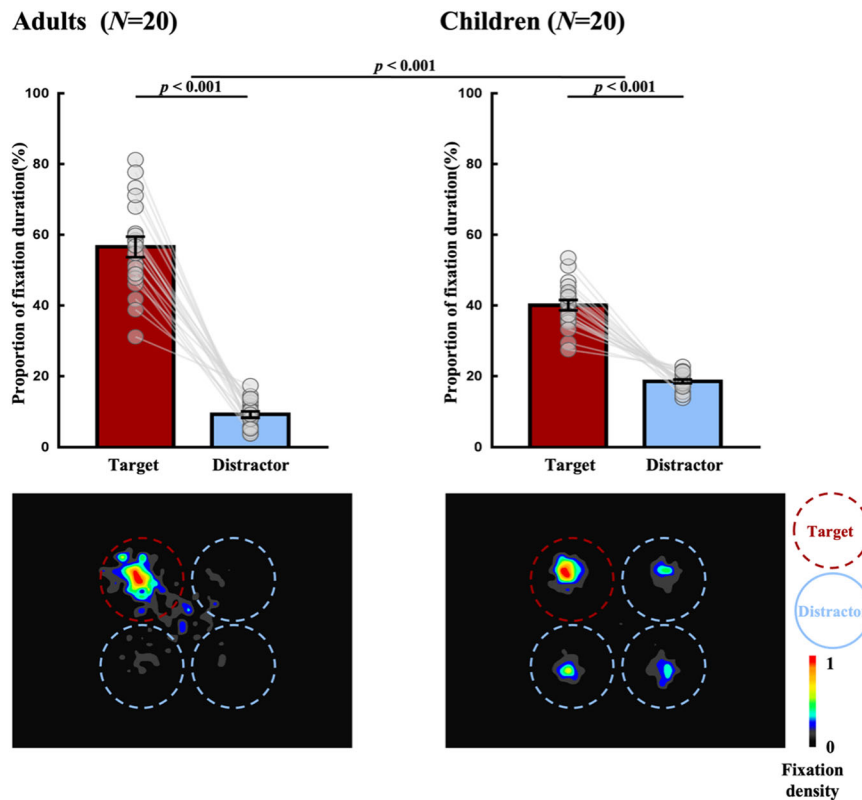 Adults (N=20)
Children (N=20)
p < 0.001
p < 0.001
p < 0.001
Proportion of fixation duration(%)
100
80
60
40
20
0
Target
Distractor
Proportion of fixation duration(%)
100
80
60
40
20
0
Target
Distractor
Target
Distracto
1
0
Fixation
density